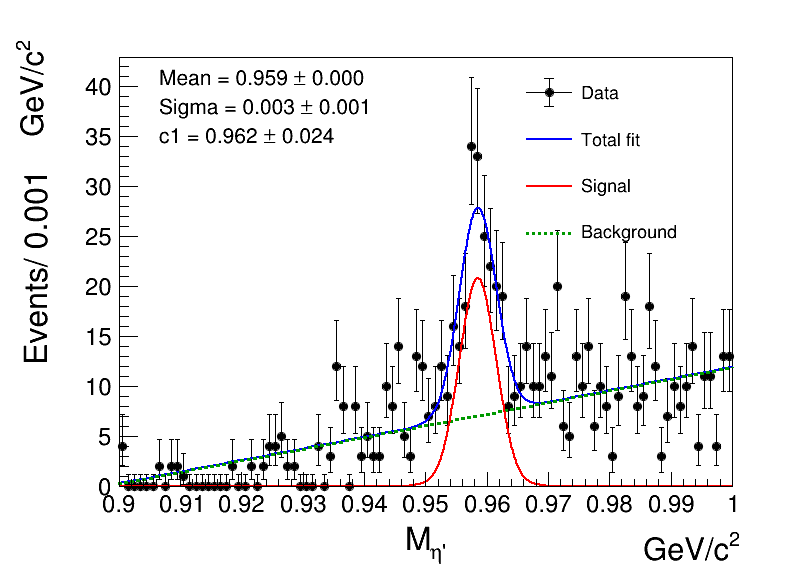 Events/ 0.001 GeV/c²
Mean = 0.959 ± 0.000
Sigma = 0.003 ± 0.001
c1 = 0.962 ± 0.024
Data
Total fit
Signal
Background
40
35
30
25
20
15
10
5
0
0.9 0.91 0.92 0.93 0.94 0.95 0.96 0.97 0.98 0.99 1
M_η'
GeV/c²